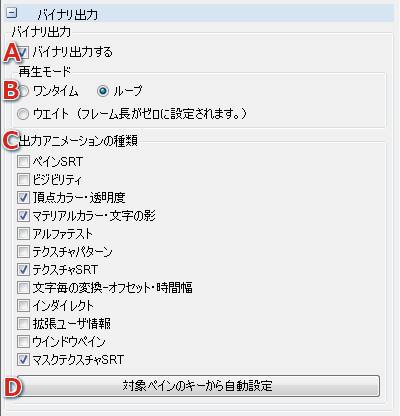 バイナリ出力
バイナリ出力
A バイナリ出力する
再生モード
B ワンタイム ループ
ウエイト（フレーム長がゼロに設定されます。）
C 出力アニメーションの種類
ペインSRT
ビジビリティ
頂点カラー・透明度
マテリアルカラー・文字の影
アルファテスト
テクスチャパターン
テクスチャSRT
文字毎の変換-オフセット・時間幅
インダイレクト
拡張ユーザ情報
ウインドウペイン
マスクテクスチャSRT
D 対象ペインのキーから自動設定